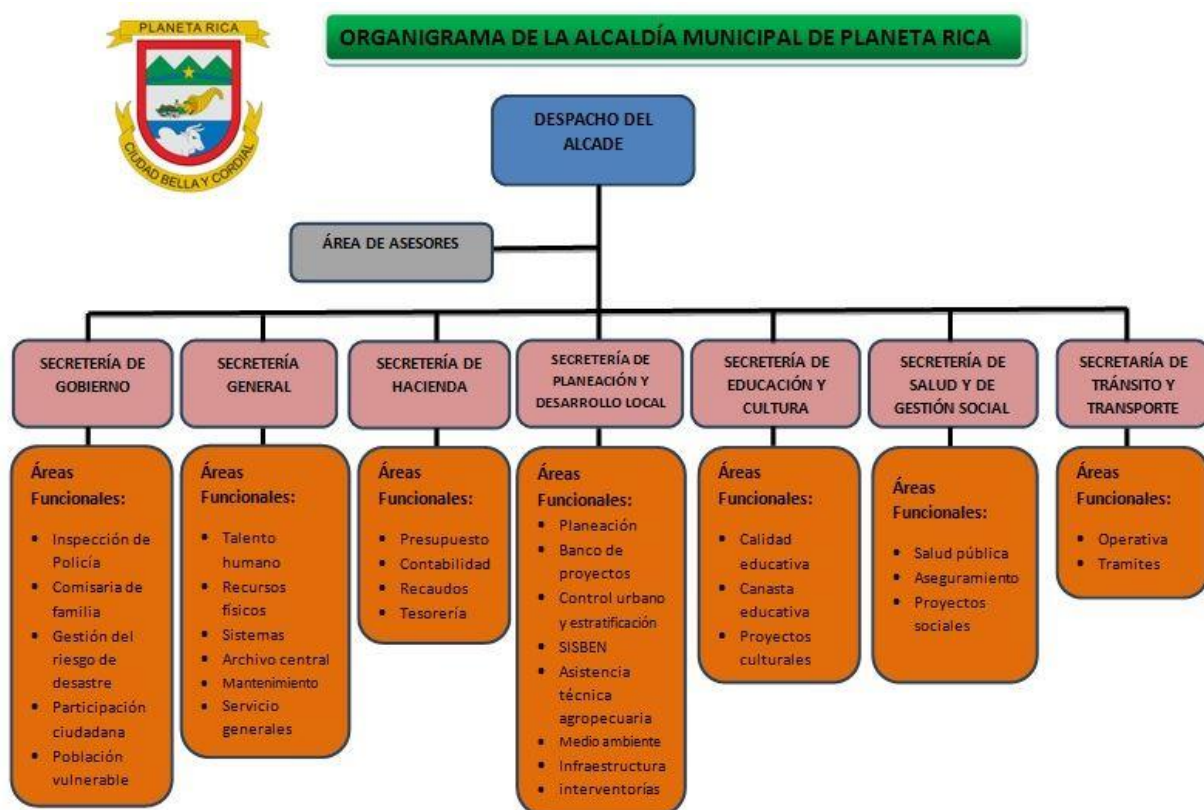 PLANETA RICA
CIUDAD BELLA Y CORDIAL
ORGANIGRAMA DE LA ALCALDÍA MUNICIPAL DE PLANETA RICA
DESPACHO DEL
ALCADE
ÁREA DE ASESORES
SECRETERÍA DE
GOBIERNO
SECRETERÍA
GENERAL
SECRETERÍA DE
HACIENDA
SECRETERÍA DE
PLANEACIÓN Y
DESARROLLO LOCAL
SECRETERÍA DE
EDUCACIÓN Y
CULTURA
SECRETERÍA DE
SALUD Y DE
GESTIÓN SOCIAL
SECRETARÍA DE
TRÁNSITO Y
TRANSPORTE
Áreas
Funcionales:
• Inspección de
Policía
• Comisaria de
familia
• Gestión del
riesgo de
desastre
• Participación
ciudadana
• Población
vulnerable
Áreas
Funcionales:
• Talento
humano
• Recursos
físicos
• Sistemas
• Archivo central
• Mantenimiento
• Servicio
generales
Áreas
Funcionales:
• Presupuesto
• Contabilidad
• Recaudos
• Tesorería
Áreas
Funcionales:
• Planeación
• Banco de
proyectos
• Control urbano
y estratificación
• SISBEN
• Asistencia
técnica
agropecuaria
• Medio ambiente
• Infraestructura
• interventorías
Áreas
Funcionales:
• Calidad
educativa
• Canasta
educativa
• Proyectos
culturales
Áreas
Funcionales:
• Salud pública
• Aseguramiento
• Proyectos
sociales
Áreas
Funcionales:
• Operativa
• Tramites